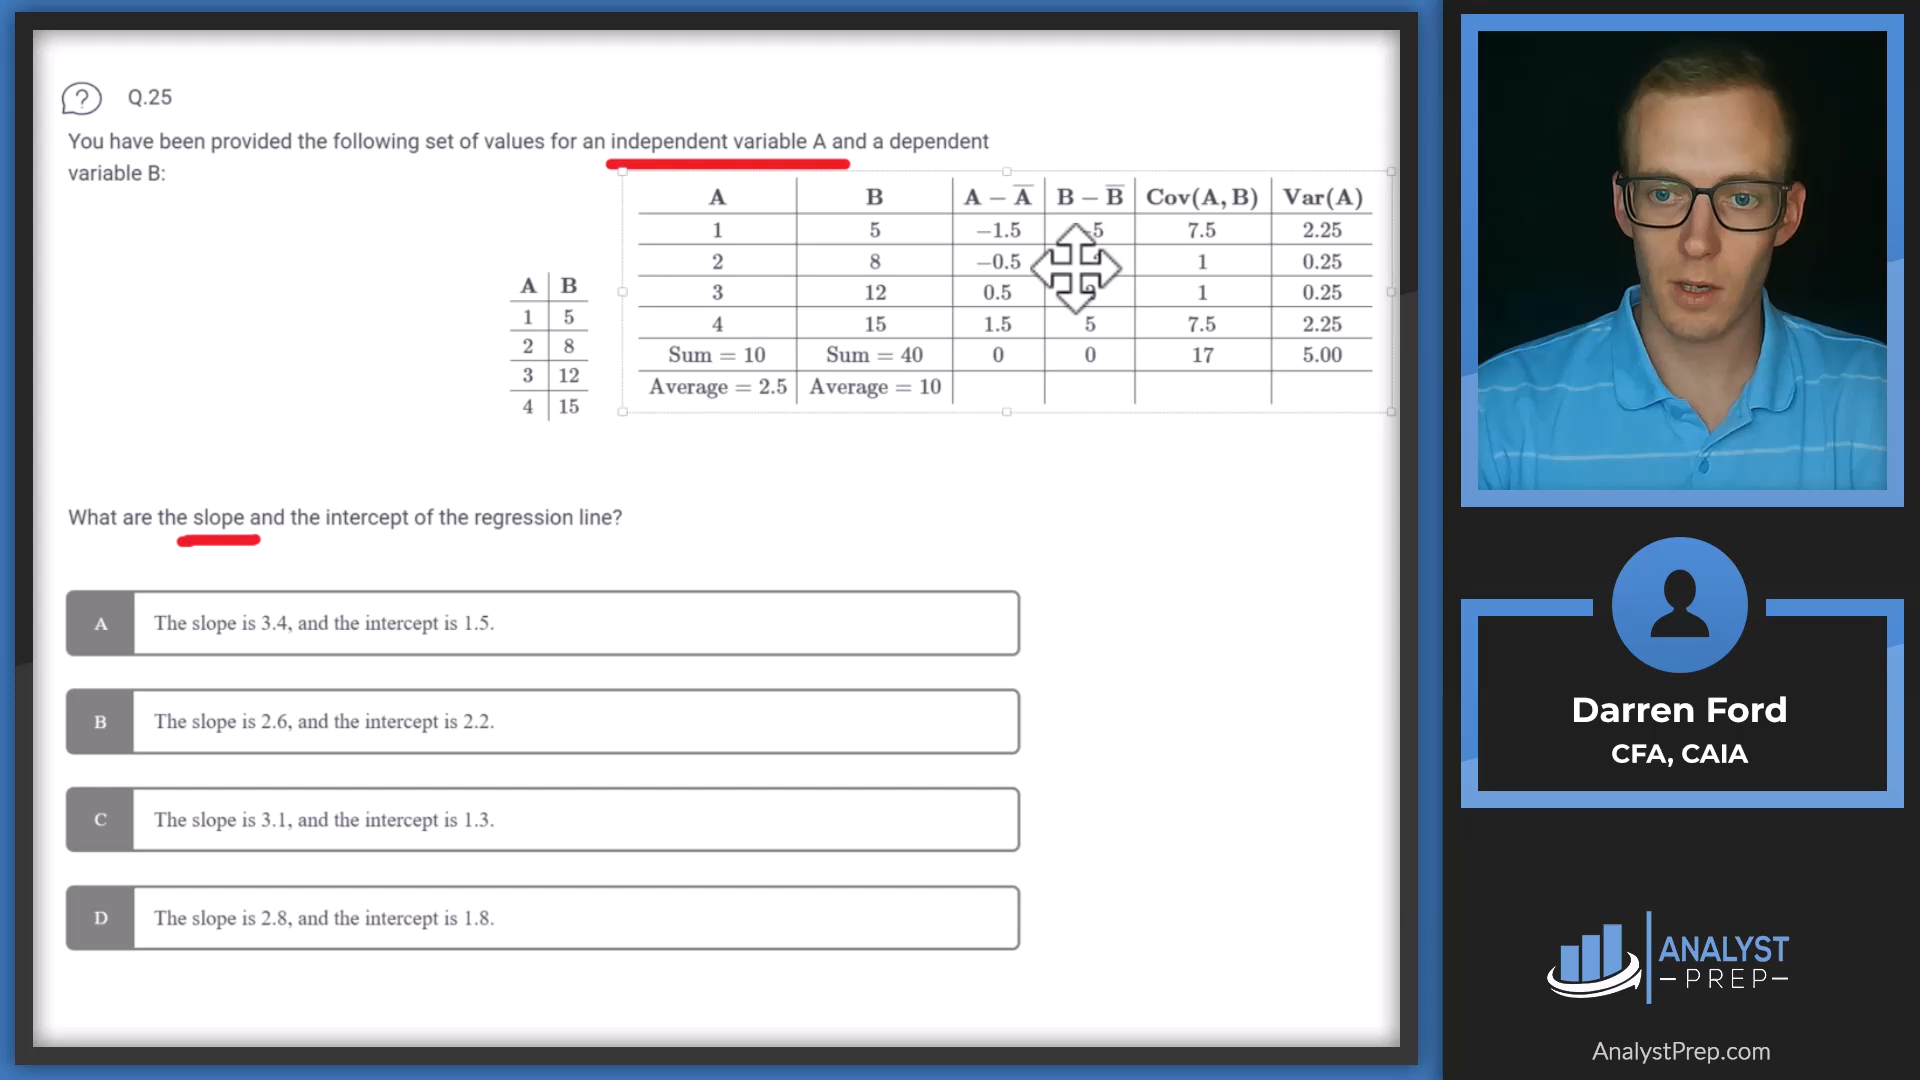 Q.25
You have been provided the following set of values for an independent variable A and a dependent
variable B:
A B
1 5
2 8
3 12
4 15
A B A − A̅ B − B̅ Cov(A, B) Var(A)
1 5 −1.5 5 7.5 2.25
2 8 −0.5 1 0.25
3 12 0.5 1 0.25
4 15 1.5 5 7.5 2.25
Sum = 10 Sum = 40 0 0 17 5.00
Average = 2.5 Average = 10
What are the slope and the intercept of the regression line?
A The slope is 3.4, and the intercept is 1.5.
B The slope is 2.6, and the intercept is 2.2.
C The slope is 3.1, and the intercept is 1.3.
D The slope is 2.8, and the intercept is 1.8.
Darren Ford
CFA, CAIA
ANALYST
PREP
AnalystPrep.com